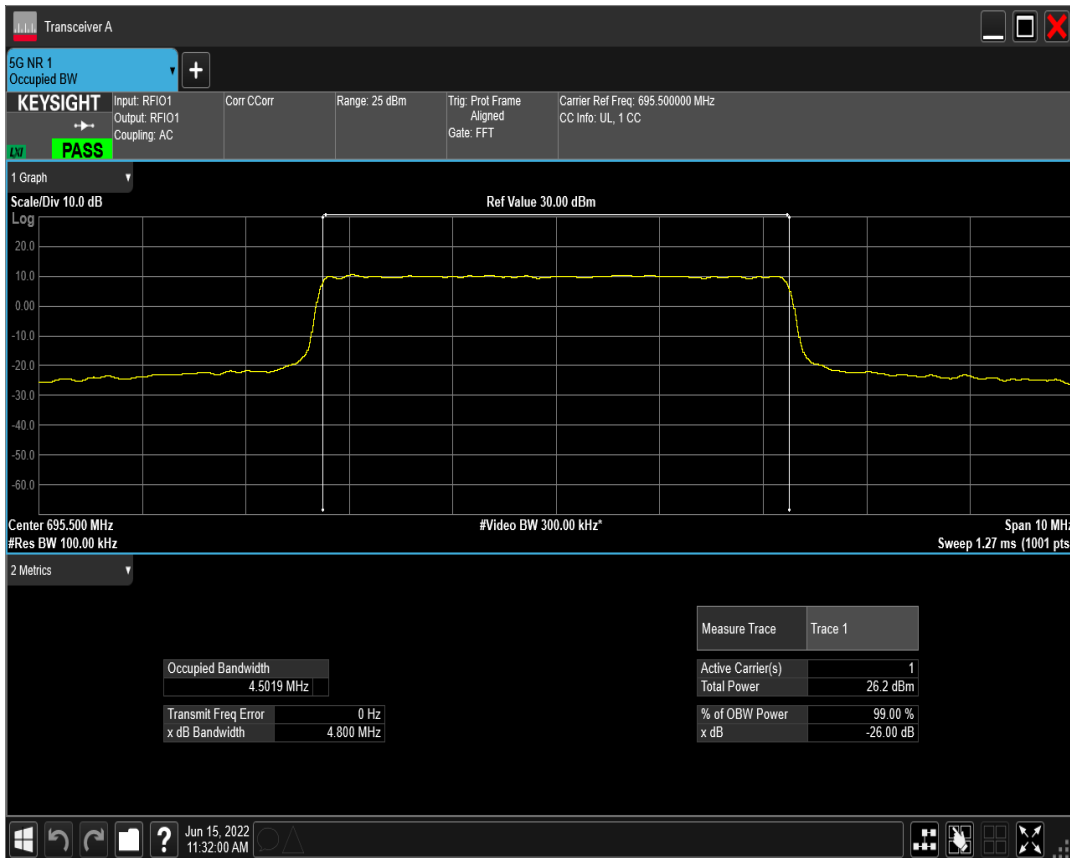 Transceiver A
5G NR 1
Occupied BW
+
KEYSIGHT
LXI
PASS
Input: RFIO1
Output: RFIO1
Coupling: AC
Corr CCorr
Range: 25 dBm
Trig: Prot Frame
Aligned
Gate: FFT
Carrier Ref Freq: 695.500000 MHz
CC Info: UL, 1 CC
1 Graph
Scale/Div 10.0 dB
Ref Value 30.00 dBm
Log
20.0
10.0
0.00
-10.0
-20.0
-30.0
-40.0
-50.0
-60.0
Center 695.500 MHz
#Video BW 300.00 kHz*
Span 10 MHz
#Res BW 100.00 kHz
Sweep 1.27 ms (1001 pts
2 Metrics
Measure Trace Trace 1
Occupied Bandwidth
4.5019 MHz
Active Carrier(s) 1
Total Power 26.2 dBm
Transmit Freq Error 0 Hz
x dB Bandwidth 4.800 MHz
% of OBW Power 99.00 %
x dB -26.00 dB
?
Jun 15, 2022
11:32:00 AM